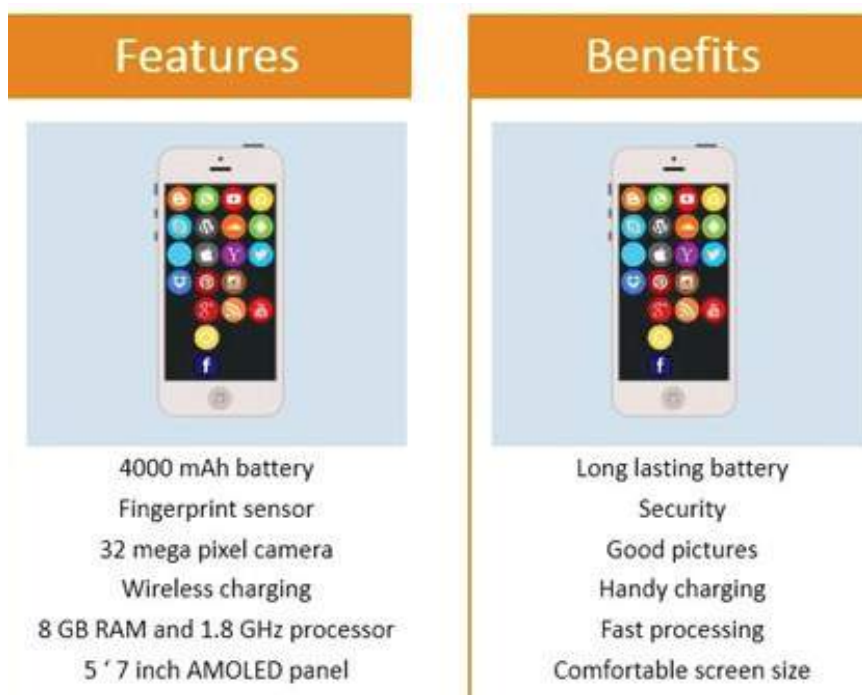 Features
4000 mAh battery
Fingerprint sensor
32 mega pixel camera
Wireless charging
8 GB RAM and 1.8 GHz processor
5 ‘ 7 inch AMOLED panel
Benefits
Long lasting battery
Security
Good pictures
Handy charging
Fast processing
Comfortable screen size